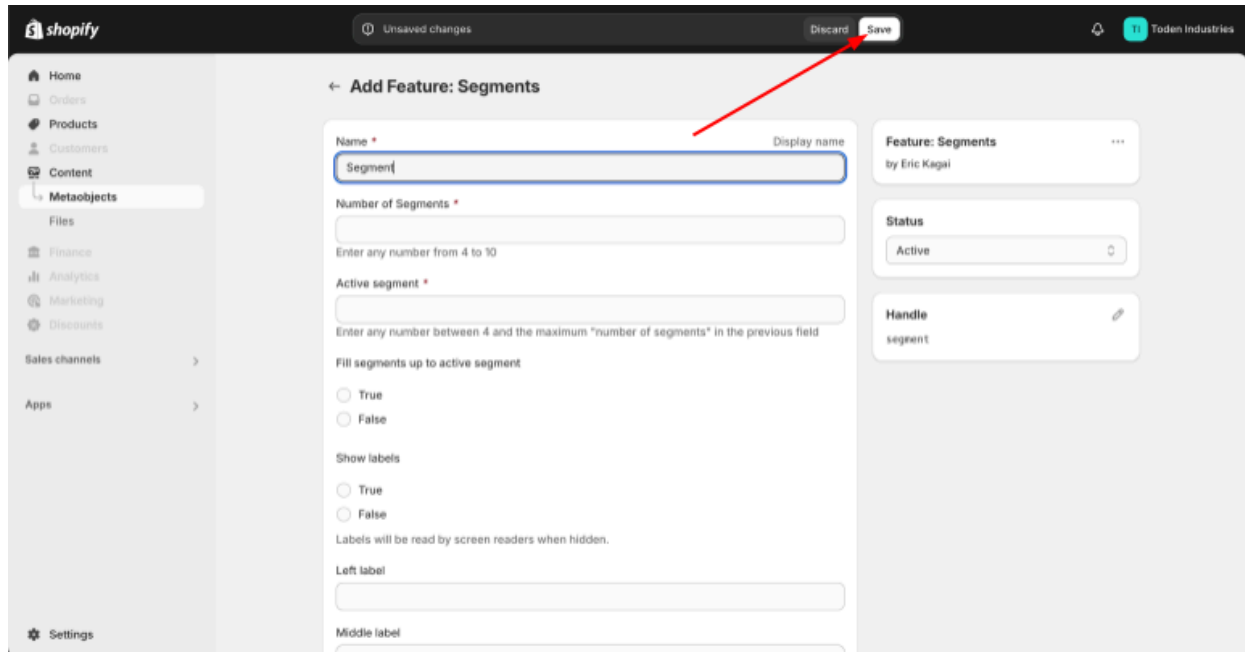 shopify
Unsaved changes
Discard
Save
TI
Toden Industries
Home
Orders
Products
Customers
Content
Metaobjects
Files
Finance
Analytics
Marketing
Discounts
Sales channels
Apps
Settings
Add Feature: Segments
Name *
Display name
Segment
Number of Segments *
Enter any number from 4 to 10
Active segment *
Enter any number between 4 and the maximum "number of segments" in the previous field
Fill segments up to active segment
True
False
Show labels
True
False
Labels will be read by screen readers when hidden.
Left label
Middle label
Feature: Segments
by Eric Kagai
Status
Active
Handle
segment